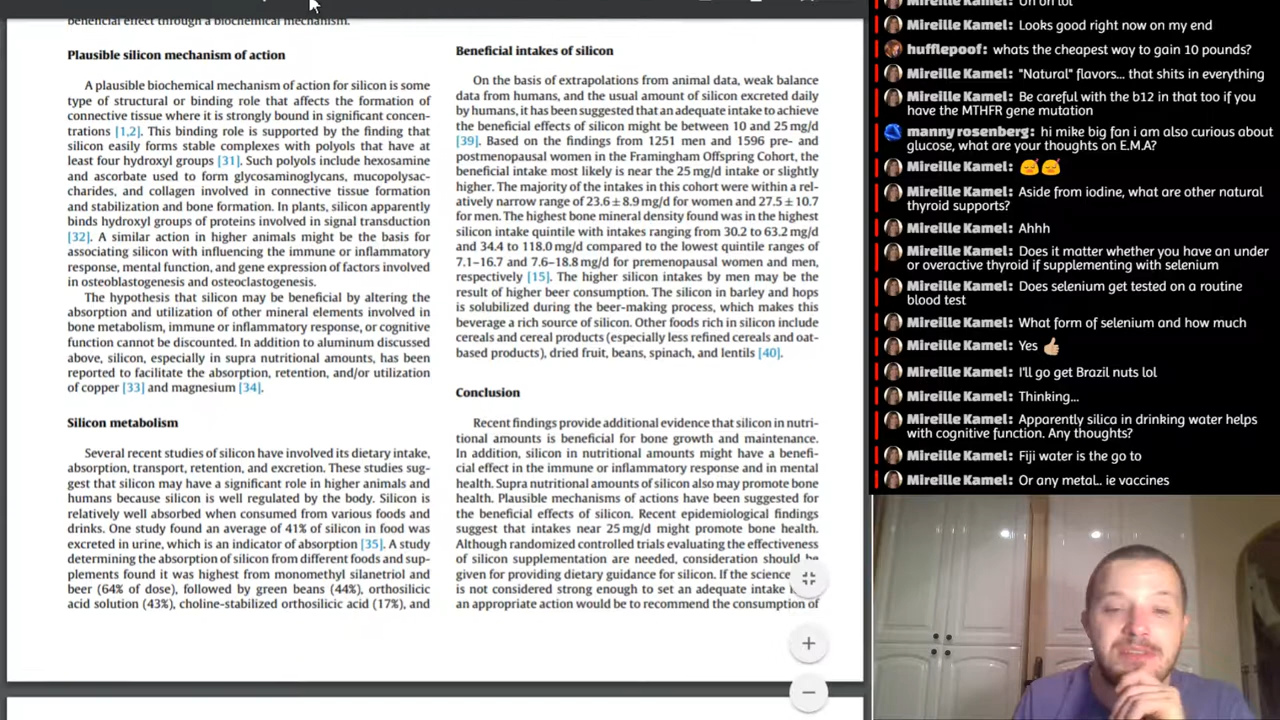 beneficial effect through a biochemical mechanism.
Plausible silicon mechanism of action
A plausible biochemical mechanism of action for silicon is some
type of structural or binding role that affects the formation of
connective tissue where it is strongly bound in significant concen-
trations [1,2]. This binding role is supported by the finding that
silicon easily forms stable complexes with polyols that have at
least four hydroxyl groups [31]. Such polyols include hexosamine
and ascorbate used to form glycosaminoglycans, mucopolysac-
charides, and collagen involved in connective tissue formation
and stabilization and bone formation. In plants, silicon apparently
binds hydroxyl groups of proteins involved in signal transduction
[32]. A similar action in higher animals might be the basis for
associating silicon with influencing the immune or inflammatory
response, mental function, and gene expression of factors involved
in osteoblastogenesis and osteoclastogenesis.
The hypothesis that silicon may be beneficial by altering the
absorption and utilization of other mineral elements involved in
bone metabolism, immune or inflammatory response, or cognitive
function cannot be discounted. In addition to aluminum discussed
above, silicon, especially in supra nutritional amounts, has been
reported to facilitate the absorption, retention, and/or utilization
of copper [33] and magnesium [34].
Silicon metabolism
Several recent studies of silicon have involved its dietary intake,
absorption, transport, retention, and excretion. These studies sug-
gest that silicon may have a significant role in higher animals and
humans because silicon is well regulated by the body. Silicon is
relatively well absorbed when consumed from various foods and
drinks. One study found an average of 41% of silicon in food was
excreted in urine, which is an indicator of absorption [35]. A study
determining the absorption of silicon from different foods and sup-
plements found it was highest from monomethyl silanetriol and
beer (64% of dose), followed by green beans (44%), orthosilicic
acid solution (43%), choline-stabilized orthosilicic acid (17%), and
Beneficial intakes of silicon
On the basis of extrapolations from animal data, weak balance
data from humans, and the usual amount of silicon excreted daily
by humans, it has been suggested that an adequate intake to achieve
the beneficial effects of silicon might be between 10 and 25 mg/d
[39]. Based on the findings from 1251 men and 1596 pre- and
postmenopausal women in the Framingham Offspring Cohort, the
beneficial intake most likely is near the 25 mg/d intake or slightly
higher. The majority of the intakes in this cohort were within a rel-
atively narrow range of 23.6 ± 8.9 mg/d for women and 27.5 ± 10.7
for men. The highest bone mineral density found was in the highest
silicon intake quintile with intakes ranging from 30.2 to 63.2 mg/d
and 34.4 to 118.0 mg/d compared to the lowest quintile ranges of
7.1–16.7 and 7.6–18.8 mg/d for premenopausal women and men,
respectively [15]. The higher silicon intakes by men may be the
result of higher beer consumption. The silicon in barley and hops
is solubilized during the beer-making process, which makes this
beverage a rich source of silicon. Other foods rich in silicon include
cereals and cereal products (especially less refined cereals and oat-
based products), dried fruit, beans, spinach, and lentils [40].
Conclusion
Recent findings provide additional evidence that silicon in nutri-
tional amounts is beneficial for bone growth and maintenance.
In addition, silicon in nutritional amounts might have a benefi-
cial effect in the immune or inflammatory response and in mental
health. Supra nutritional amounts of silicon also may promote bone
health. Plausible mechanisms of actions have been suggested for
the beneficial effects of silicon. Recent epidemiological findings
suggest that intakes near 25 mg/d might promote bone health.
Although randomized controlled trials evaluating the effectiveness
of silicon supplementation are needed, consideration should
given for providing dietary guidance for silicon. If the science
is not considered strong enough to set an adequate intake
an appropriate action would be to recommend the consumption of
Mireille Kamel: lol
Mireille Kamel: Looks good right now on my end
hufflepoof: whats the cheapest way to gain 10 pounds?
Mireille Kamel: "Natural" flavors... that shits in everything
Mireille Kamel: Be careful with the b12 in that too if you
have the MTHFR gene mutation
manny rosenberg: hi mike big fan i am also curious about
glucose, what are your thoughts on E.M.A?
Mireille Kamel: 😴😴
Mireille Kamel: Aside from iodine, what are other natural
thyroid supports?
Mireille Kamel: Ahhh
Mireille Kamel: Does it matter whether you have an under
or overactive thyroid if supplementing with selenium
Mireille Kamel: Does selenium get tested on a routine
blood test
Mireille Kamel: What form of selenium and how much
Mireille Kamel: Yes 👍🏼
Mireille Kamel: I'll go get Brazil nuts lol
Mireille Kamel: Thinking...
Mireille Kamel: Apparently silica in drinking water helps
with cognitive function. Any thoughts?
Mireille Kamel: Fiji water is the go to
Mireille Kamel: Or any metal.. ie vaccines